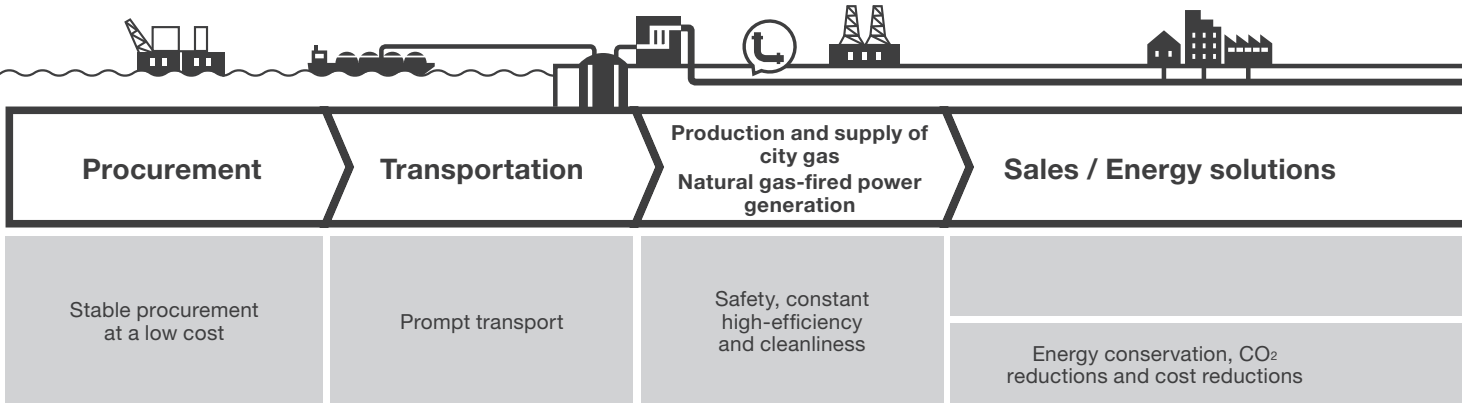 Procurement
Transportation
Production and supply of
city gas
Natural gas-fired power
generation
Sales / Energy solutions
Stable procurement
at a low cost
Prompt transport
Safety, constant
high-efficiency
and cleanliness
Energy conservation, CO2
reductions and cost reductions